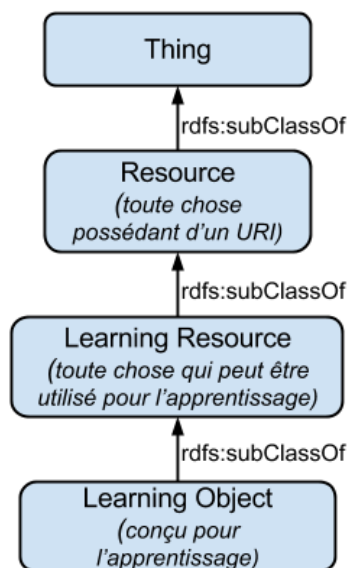 Thing
rdfs:subClassOf
Resource
(toute chose
possédant d'un URI)
rdfs:subClassOf
Learning Resource
(toute chose qui peut être
utilisé pour l'apprentissage)
rdfs:subClassOf
Learning Object
(conçu pour
l'apprentissage)